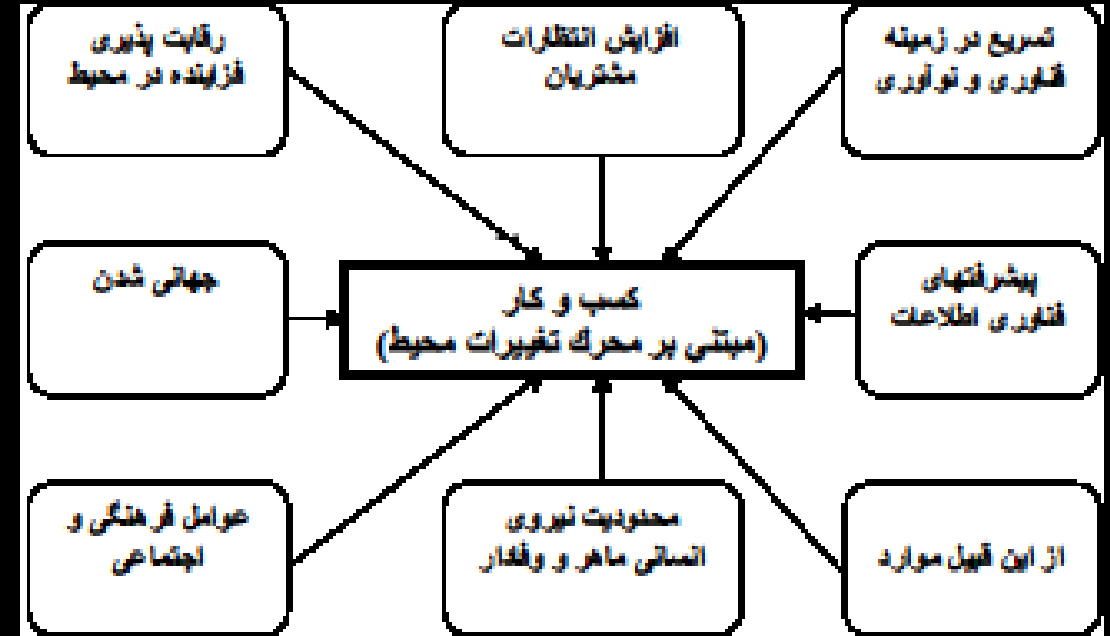 تسریع در زمینه
فناوری و نوآوری
افزایش انتظارات
مشتریان
رقابت پذیری
فزاینده در محیط
پیشرفتهای
فناوری اطلاعات
کسب و کار
(مبتنی بر محرك تغییرات محیط)
جهانی شدن
از این قبیل موارد
محدودیت نیروی
انسانی ماهر و وفادار
عوامل فرهنگی و
اجتماعی